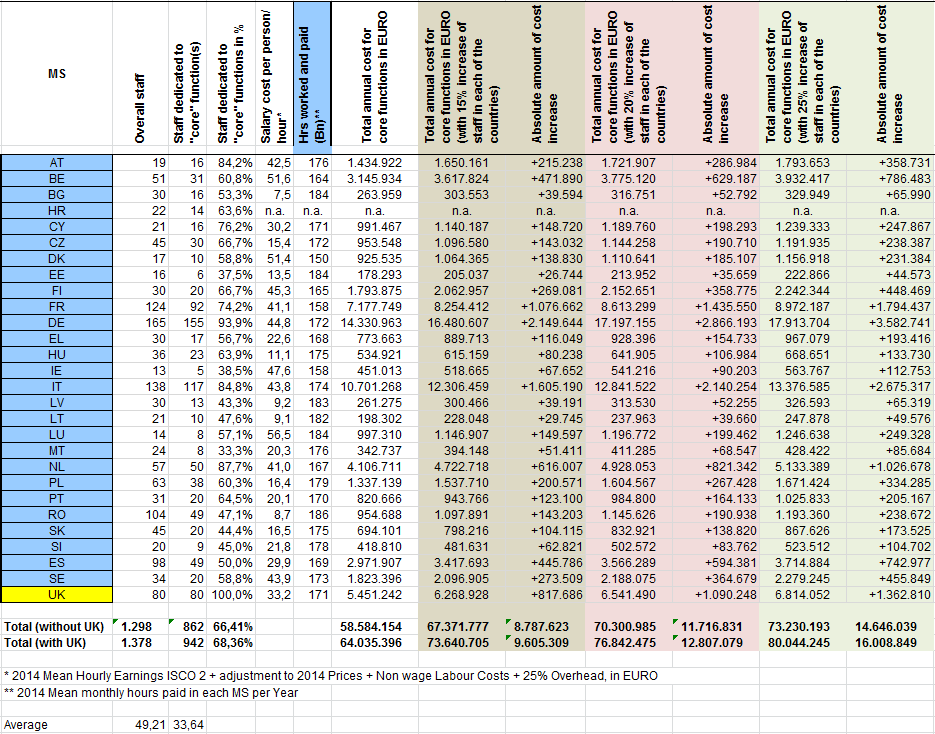 MS Overall staff Staff dedicated to "core" function(s) Staff dedicated to "core" functions in % Salary cost per person/ hour* Hrs worked and paid (Bn)** Total annual cost for core functions in EURO Total annual cost for core functions in EURO (with 15% increase of staff in each of the countries) Absolute amount of cost increase Total annual cost for core functions in EURO (with 20% increase of staff in each of the countries) Absolute amount of cost increase Total annual cost for core functions in EURO (with 25% increase of staff in each of the countries) Absolute amount of cost increase
AT 19 16 84,2% 42,5 176 1.434.922 1.650.161 +215.238 1.721.907 +286.984 1.793.653 +358.731
BE 51 31 60,8% 51,6 164 3.145.934 3.617.824 +471.890 3.775.120 +629.187 3.932.417 +786.483
BG 30 16 53,3% 7,5 184 263.959 303.553 +39.594 316.751 +52.792 329.949 +65.990
HR 22 14 63,6% n.a. n.a. n.a. n.a. n.a. n.a. n.a. n.a. n.a.
CY 21 16 76,2% 30,2 171 991.467 1.140.187 +148.720 1.189.760 +198.293 1.239.333 +247.867
CZ 45 30 66,7% 15,4 172 953.548 1.096.580 +143.032 1.144.258 +190.710 1.191.935 +238.387
DK 17 10 58,8% 51,4 150 925.535 1.064.365 +138.830 1.110.641 +185.107 1.156.918 +231.384
EE 16 6 37,5% 13,5 184 178.293 205.037 +26.744 213.952 +35.659 222.866 +44.573
FI 30 20 66,7% 45,3 165 1.793.875 2.062.957 +269.081 2.152.651 +358.775 2.242.344 +448.469
FR 124 92 74,2% 41,1 158 7.177.749 8.254.412 +1.076.662 8.613.299 +1.435.550 8.972.187 +1.794.437
DE 165 155 93,9% 44,8 172 14.330.963 16.480.607 +2.149.644 17.197.155 +2.866.193 17.913.704 +3.582.741
EL 30 17 56,7% 22,6 168 773.663 889.713 +116.049 928.396 +154.733 967.079 +193.416
HU 36 23 63,9% 11,1 175 534.921 615.159 +80.238 641.905 +106.984 668.651 +133.730
IE 13 5 38,5% 47,6 158 451.013 518.665 +67.652 541.216 +90.203 563.767 +112.753
IT 138 117 84,8% 43,8 174 10.701.268 12.306.459 +1.605.190 12.841.522 +2.140.254 13.376.585 +2.675.317
LV 30 13 43,3% 9,2 183 261.275 300.466 +39.191 313.530 +52.255 326.593 +65.319
LT 21 10 47,6% 9,1 182 198.302 228.048 +29.745 237.963 +39.660 247.878 +49.576
LU 14 8 57,1% 56,5 184 997.310 1.146.907 +149.597 1.196.772 +199.462 1.246.638 +249.328
MT 24 8 33,3% 20,3 176 342.737 394.148 +51.411 411.285 +68.547 428.422 +85.684
NL 57 50 87,7% 41,0 167 4.106.711 4.722.718 +616.007 4.928.053 +821.342 5.133.389 +1.026.678
PL 63 38 60,3% 16,4 179 1.337.139 1.537.710 +200.571 1.604.567 +267.428 1.671.424 +334.285
PT 31 20 64,5% 20,1 170 820.666 943.766 +123.100 984.800 +164.133 1.025.833 +205.167
RO 104 49 47,1% 8,7 186 954.688 1.097.891 +143.203 1.145.626 +190.938 1.193.360 +238.672
SK 45 20 44,4% 16,5 175 694.101 798.216 +104.115 832.921 +138.820 867.626 +173.525
SI 20 9 45,0% 21,8 178 418.810 481.631 +62.821 502.572 +83.762 523.512 +104.702
ES 98 49 50,0% 29,9 169 2.971.907 3.417.693 +445.786 3.566.289 +594.381 3.714.884 +742.977
SE 34 20 58,8% 43,9 173 1.823.396 2.096.905 +273.509 2.188.075 +364.679 2.279.245 +455.849
UK 80 80 100,0% 33,2 171 5.451.242 6.268.928 +817.686 6.541.490 +1.090.248 6.814.052 +1.362.810
Total (without UK) 1.298 862 66,41% 58.584.154 67.371.777 8.787.623 70.300.985 11.716.831 73.230.193 14.646.039
Total (with UK) 1.378 942 68,36% 64.035.396 73.640.705 9.605.309 76.842.475 12.807.079 80.044.245 16.008.849
* 2014 Mean Hourly Earnings ISCO 2 + adjustment to 2014 Prices + Non wage Labour Costs + 25% Overhead, in EURO
** 2014 Mean monthly hours paid in each MS per Year
Average 49,21 33,64